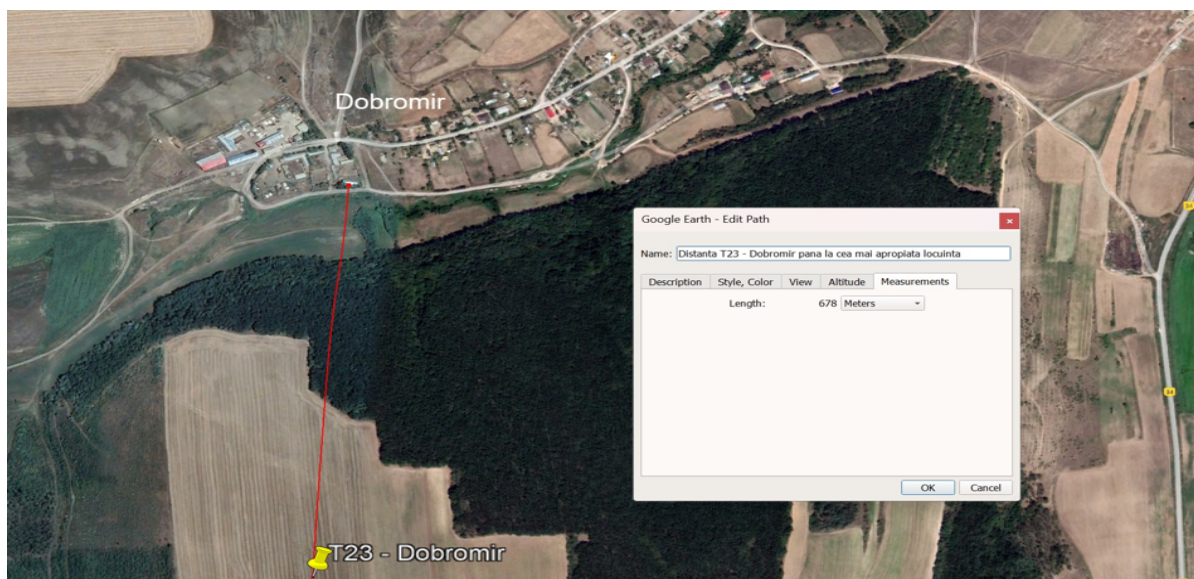 Dobromir
Google Earth - Edit Path
Name: Distanta T23 - Dobromir pana la cea mai apropiata locuinta
Description Style, Color View Altitude Measurements
Length: 678 Meters
OK Cancel
T23 - Dobromir